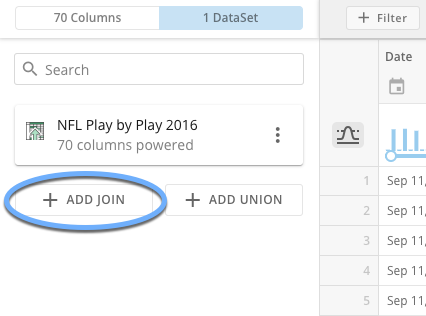 70 Columns
1 DataSet
Filter
Search
Date
NFL Play by Play 2016
70 columns powered
ADD JOIN
ADD UNION
1 Sep 11,
2 Sep 11,
3 Sep 11,
4 Sep 11,
5 Sep 11,